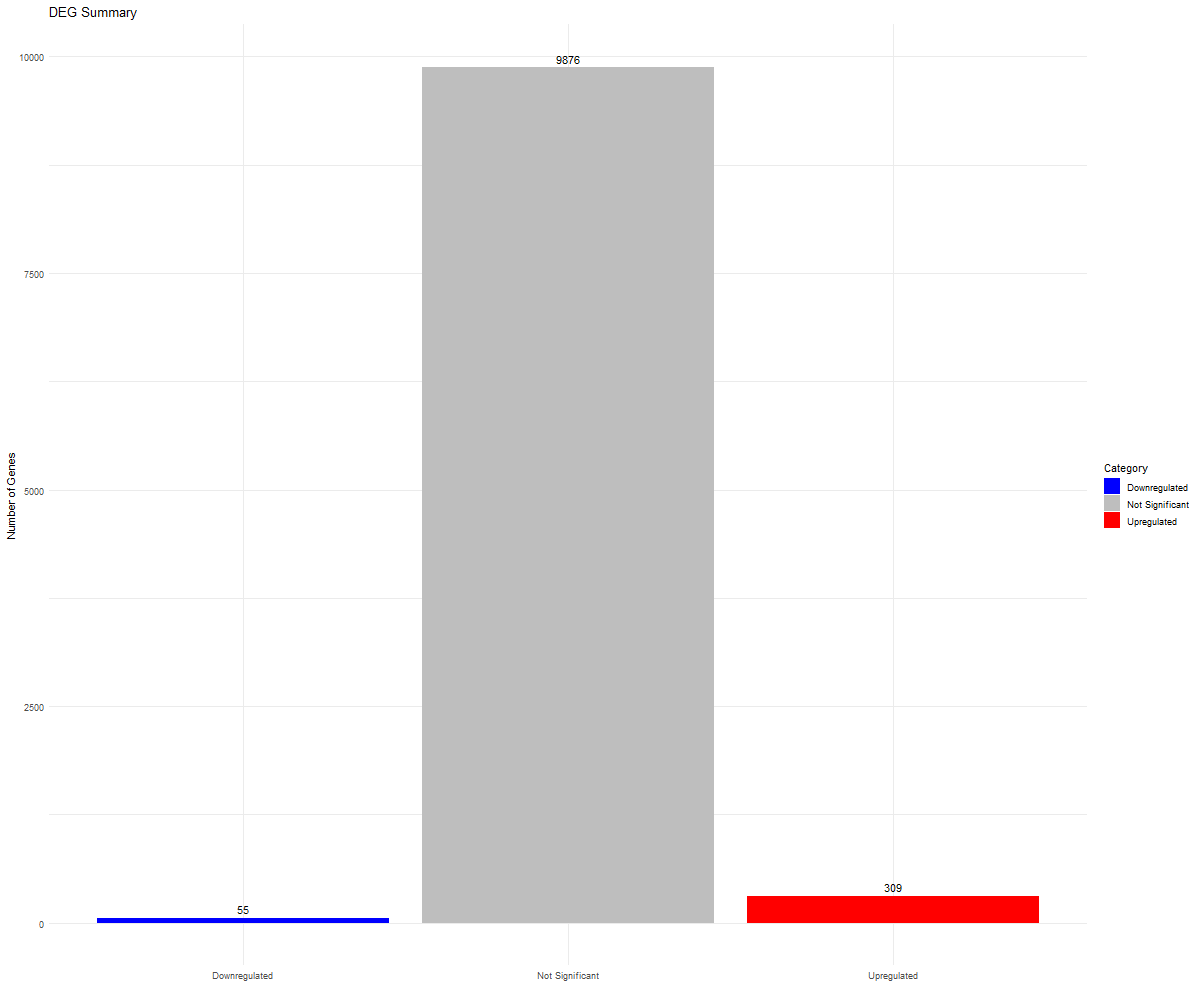 DEG Summary
Number of Genes
10000
7500
5000
2500
0
55
9876
309
Downregulated
Not Significant
Upregulated
Category
Downregulated
Not Significant
Upregulated